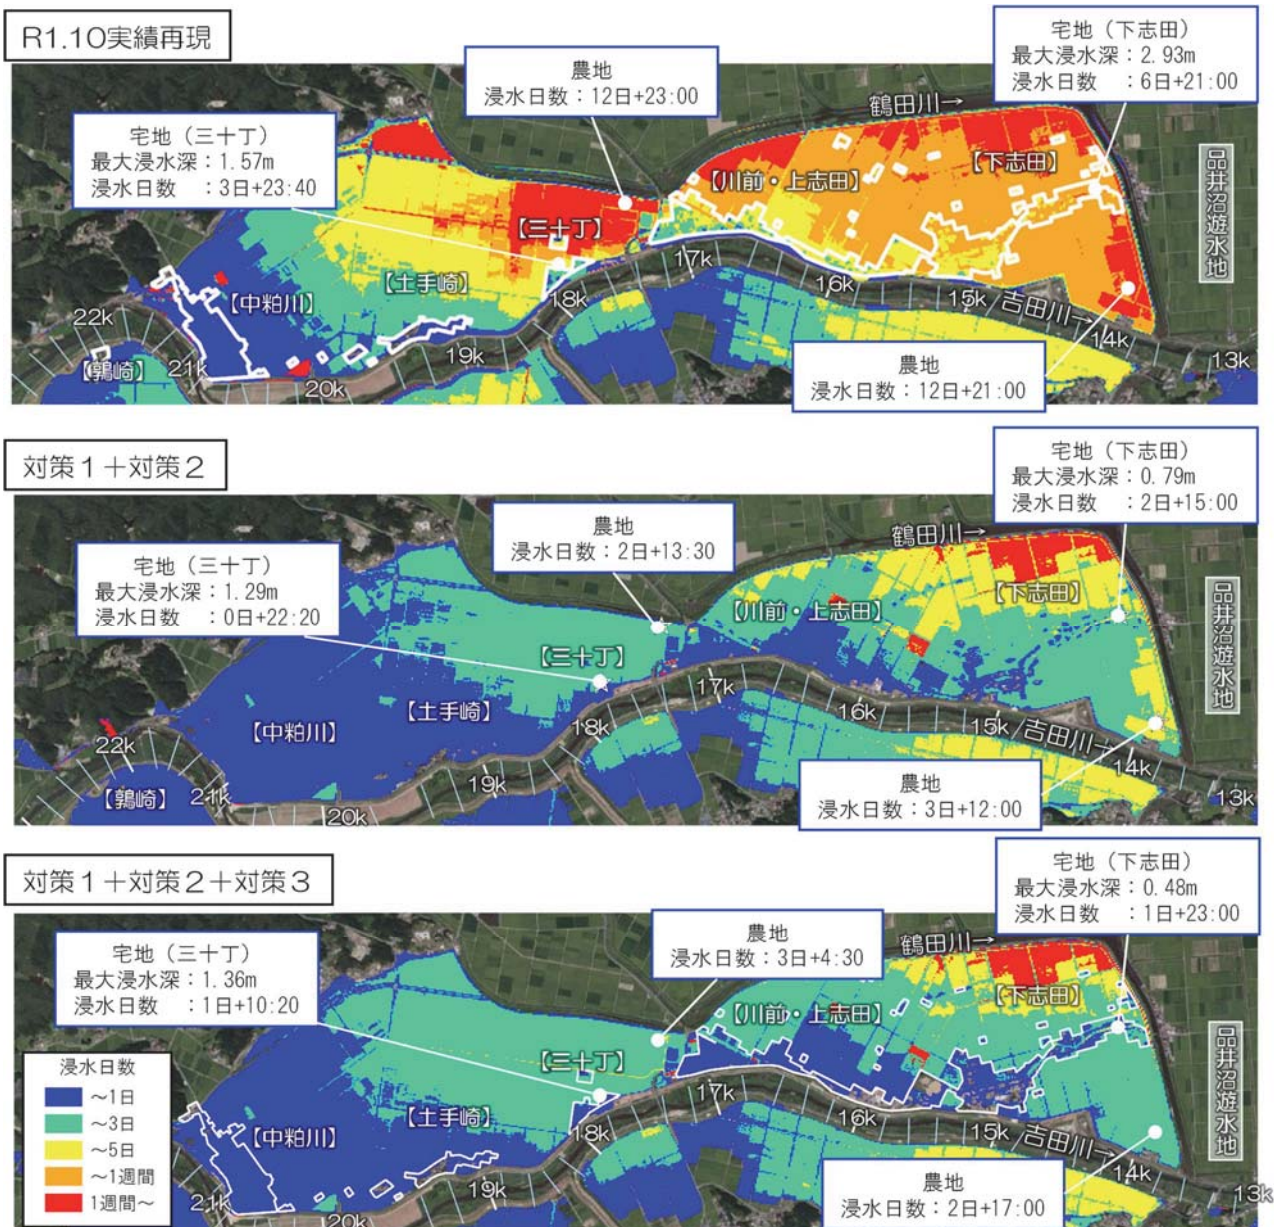 R1.10実績再現
宅地（下志田）
最大浸水深：2.93m
浸水日数　：6日+21:00
農地
浸水日数：12日+23:00
宅地（三十丁）
最大浸水深：1.57m
浸水日数　：3日+23:40
鶴田川→
【下志田】
【川前・上志田】
品井沼遊水地
【三十丁】
【土手崎】
【中粕川】
【鶉崎】
22k
21k
20k
19k
18k
17k
16k
15k
吉田川→
14k
13k
農地
浸水日数：12日+21:00
対策１＋対策２
宅地（下志田）
最大浸水深：0.79m
浸水日数　：2日+15:00
農地
浸水日数：2日+13:30
宅地（三十丁）
最大浸水深：1.29m
浸水日数　：0日+22:20
鶴田川→
【下志田】
【川前・上志田】
品井沼遊水地
【三十丁】
【土手崎】
【中粕川】
【鶉崎】
22k
21k
20k
19k
18k
17k
16k
15k
吉田川→
14k
13k
農地
浸水日数：3日+12:00
対策１＋対策２＋対策３
宅地（下志田）
最大浸水深：0.48m
浸水日数　：1日+23:00
農地
浸水日数：3日+4:30
宅地（三十丁）
最大浸水深：1.36m
浸水日数　：1日+10:20
鶴田川→
【下志田】
【川前・上志田】
品井沼遊水地
【三十丁】
【土手崎】
【中粕川】
21k
20k
19k
18k
17k
16k
15k
吉田川→
14k
13k
農地
浸水日数：2日+17:00
浸水日数
～1日
～3日
～5日
～1週間
1週間～